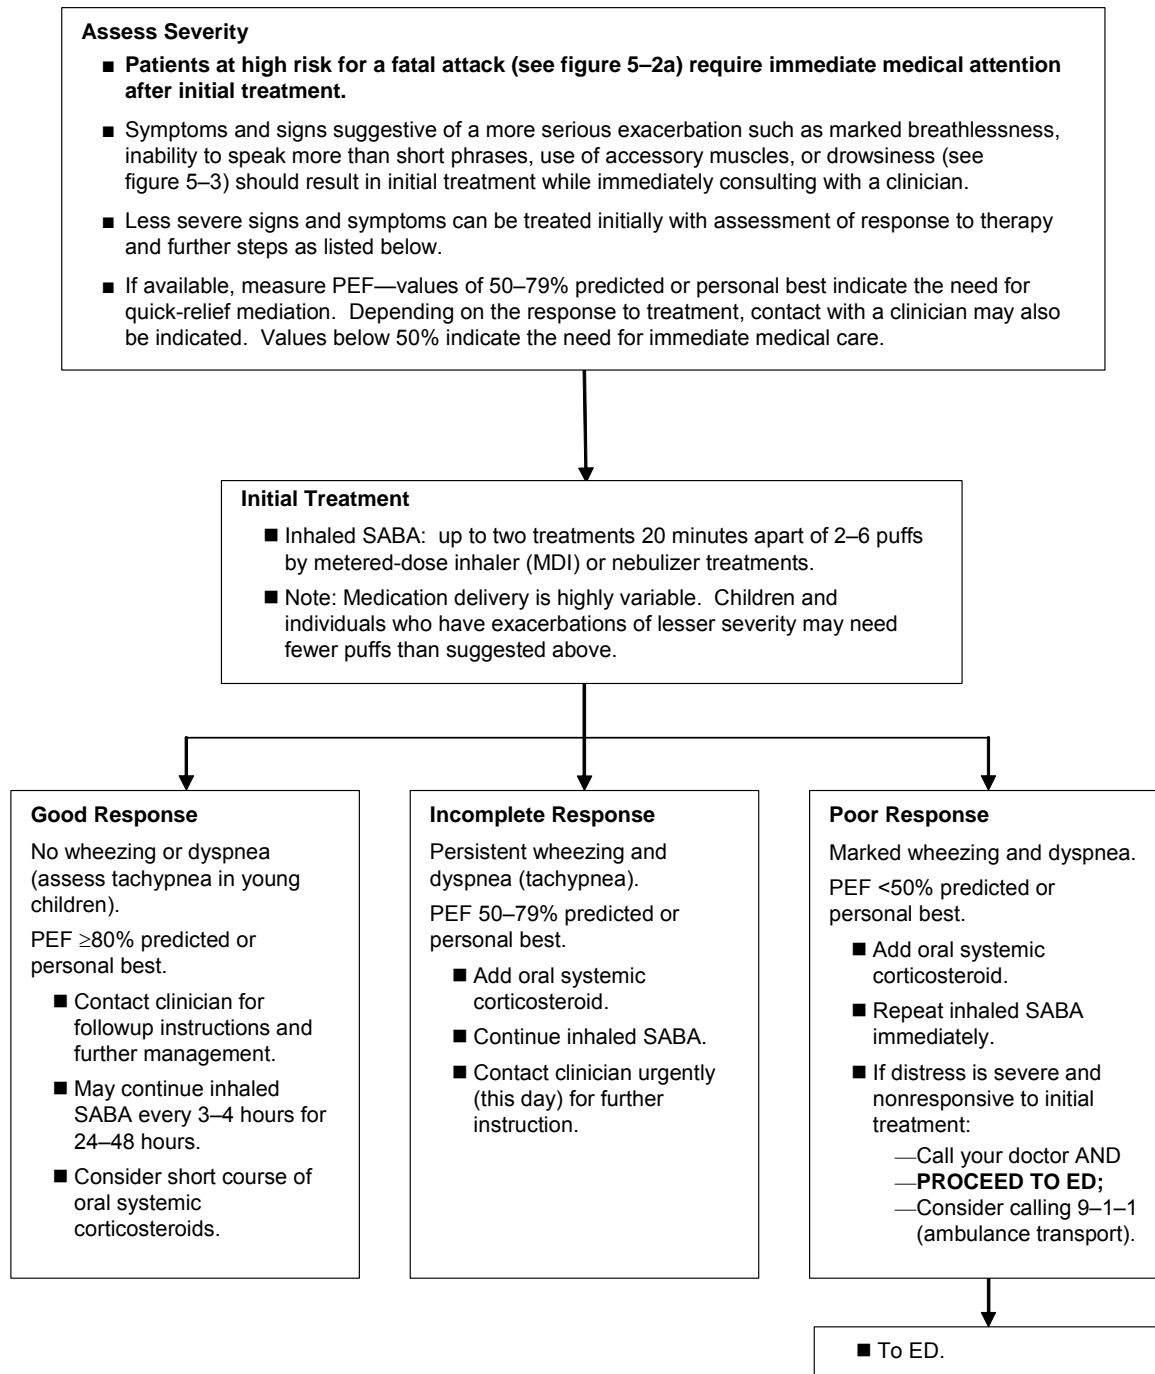 Assess Severity
■ Patients at high risk for a fatal attack (see figure 5–2a) require immediate medical attention
after initial treatment.
■ Symptoms and signs suggestive of a more serious exacerbation such as marked breathlessness,
inability to speak more than short phrases, use of accessory muscles, or drowsiness (see
figure 5–3) should result in initial treatment while immediately consulting with a clinician.
■ Less severe signs and symptoms can be treated initially with assessment of response to therapy
and further steps as listed below.
■ If available, measure PEF—values of 50–79% predicted or personal best indicate the need for
quick-relief mediation. Depending on the response to treatment, contact with a clinician may also
be indicated. Values below 50% indicate the need for immediate medical care.
Initial Treatment
■ Inhaled SABA: up to two treatments 20 minutes apart of 2–6 puffs
by metered-dose inhaler (MDI) or nebulizer treatments.
■ Note: Medication delivery is highly variable. Children and
individuals who have exacerbations of lesser severity may need
fewer puffs than suggested above.
Good Response
No wheezing or dyspnea
(assess tachypnea in young
children).
PEF ≥80% predicted or
personal best.
■ Contact clinician for
followup instructions and
further management.
■ May continue inhaled
SABA every 3–4 hours for
24–48 hours.
■ Consider short course of
oral systemic
corticosteroids.
Incomplete Response
Persistent wheezing and
dyspnea (tachypnea).
PEF 50–79% predicted or
personal best.
■ Add oral systemic
corticosteroid.
■ Continue inhaled SABA.
■ Contact clinician urgently
(this day) for further
instruction.
Poor Response
Marked wheezing and dyspnea.
PEF <50% predicted or
personal best.
■ Add oral systemic
corticosteroid.
■ Repeat inhaled SABA
immediately.
■ If distress is severe and
nonresponsive to initial
treatment:
—Call your doctor AND
—PROCEED TO ED;
—Consider calling 9–1–1
(ambulance transport).
■ To ED.